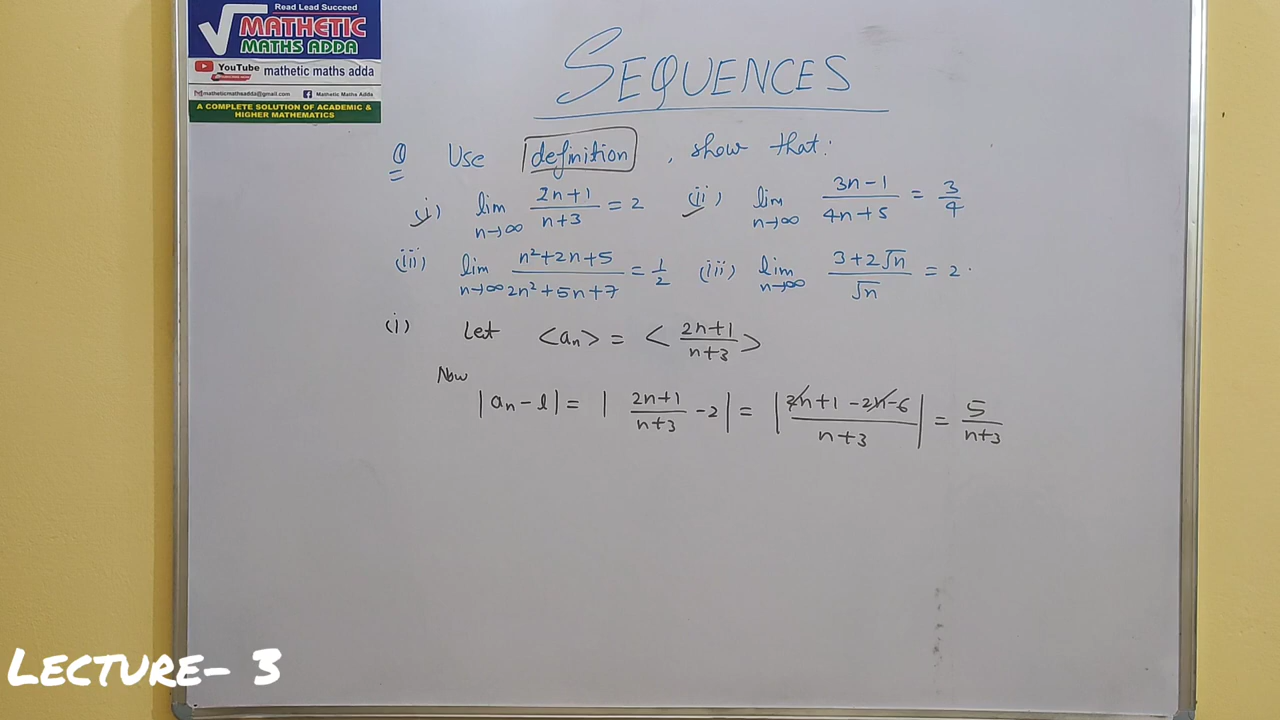 Read Lead Succeed
MATHETIC
MATHS ADDA
YouTube mathetic maths adda
matheticmathsadda@gmail.com Mathetic Maths Adda
A COMPLETE SOLUTION OF ACADEMIC &
HIGHER MATHEMATICS
SEQUENCES
Q Use definition, show that:
(i) lim n→∞ (2n+1)/(n+3) = 2 (ii) lim n→∞ (3n-1)/(4n+5) = 3/4
(iii) lim n→∞ (n²+2n+5)/(2n²+5n+7) = 1/2 (iii) lim n→∞ (3+2√n)/√n = 2.
(i) Let <aₙ> = <(2n+1)/(n+3)>
Now
|aₙ - l| = |(2n+1)/(n+3) - 2| = |(2n+1-2n-6)/(n+3)| = 5/(n+3)
LECTURE- 3